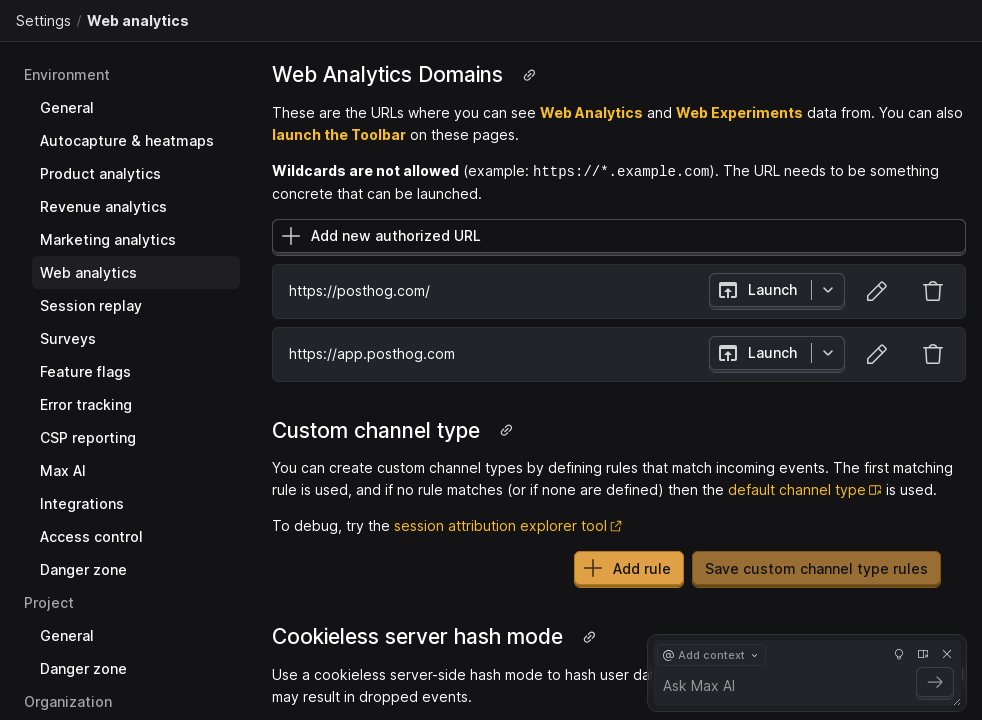 Settings / Web analytics
Environment
General
Autocapture & heatmaps
Product analytics
Revenue analytics
Marketing analytics
Web analytics
Session replay
Surveys
Feature flags
Error tracking
CSP reporting
Max AI
Integrations
Access control
Danger zone
Project
General
Danger zone
Organization
Web Analytics Domains
These are the URLs where you can see Web Analytics and Web Experiments data from. You can also
launch the Toolbar on these pages.
Wildcards are not allowed (example: https://*.example.com). The URL needs to be something
concrete that can be launched.
Add new authorized URL
https://posthog.com/
Launch
https://app.posthog.com
Launch
Custom channel type
You can create custom channel types by defining rules that match incoming events. The first matching
rule is used, and if no rule matches (or if none are defined) then the default channel type is used.
To debug, try the session attribution explorer tool
Add rule
Save custom channel type rules
Cookieless server hash mode
Use a cookieless server-side hash mode to hash user da
may result in dropped events.
@ Add context
Ask Max AI